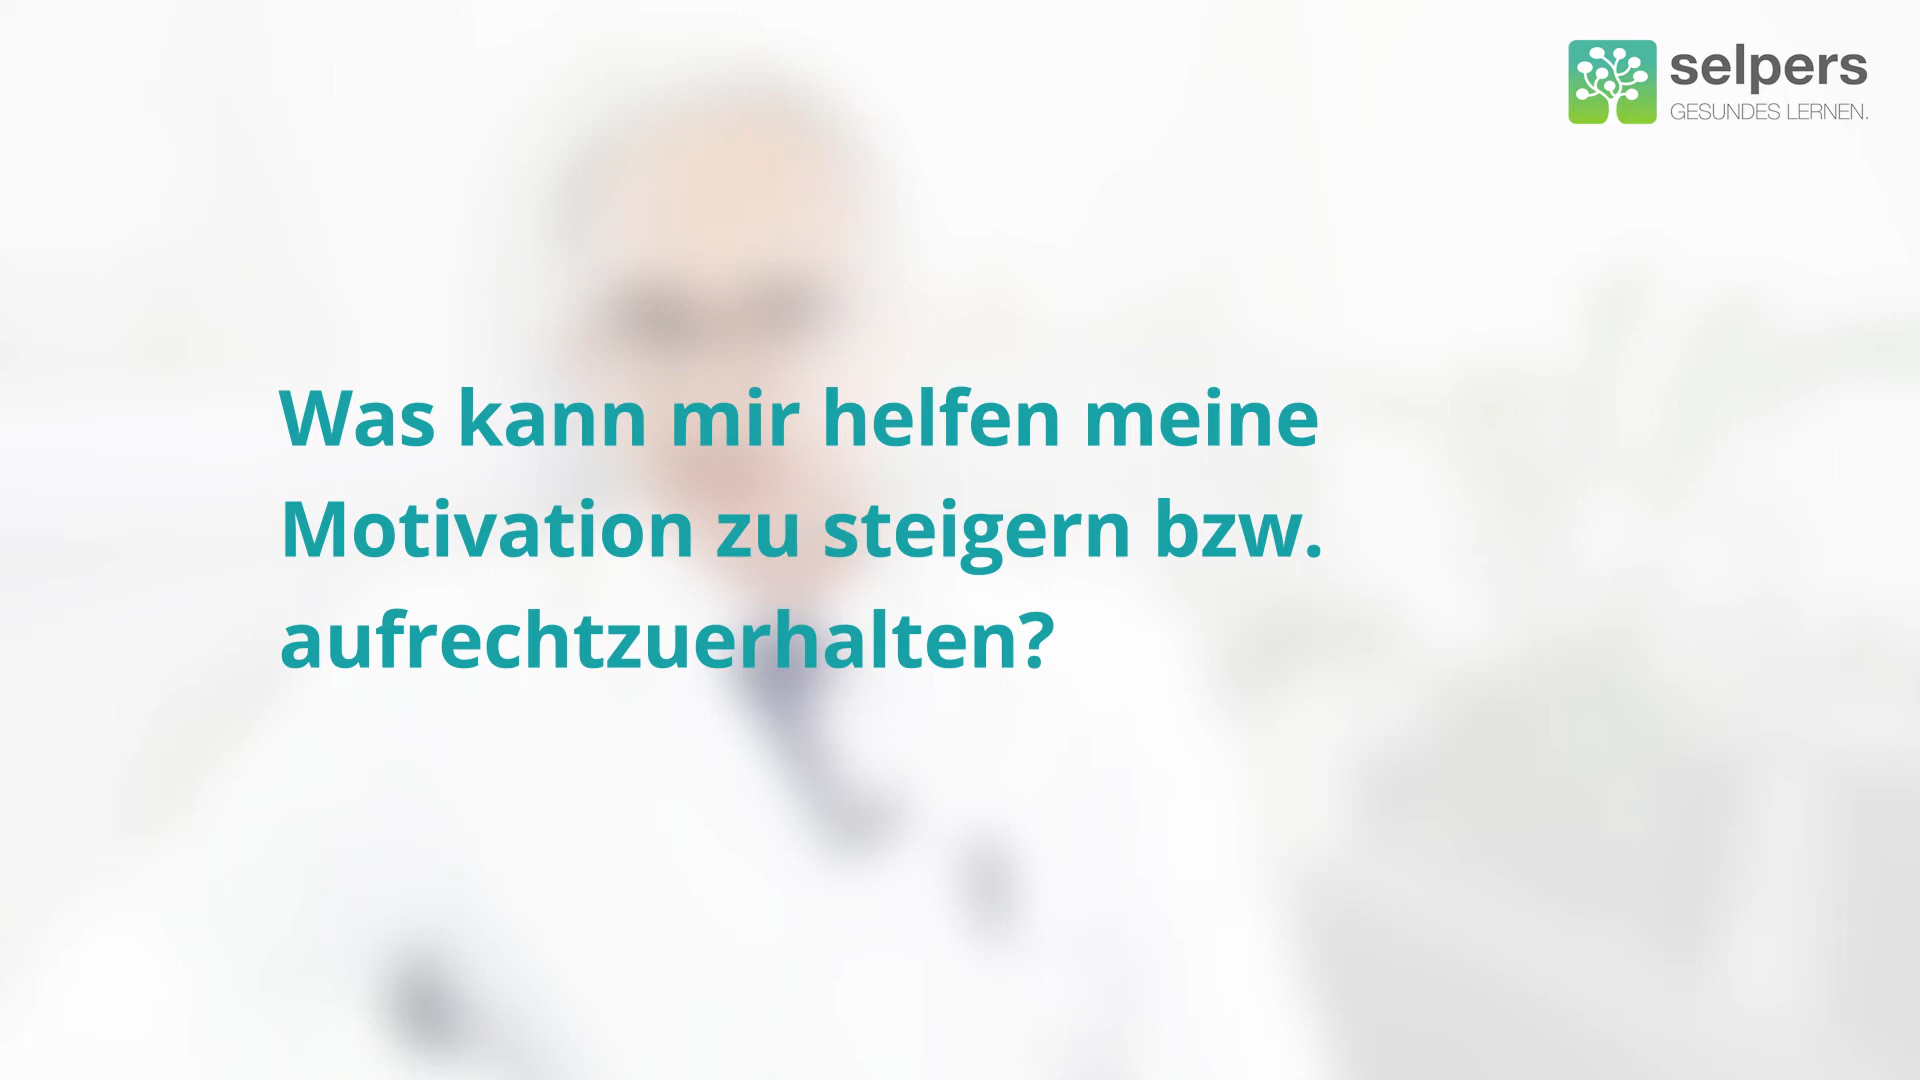 selpers
GESUNDES LERNEN.
Was kann mir helfen meine
Motivation zu steigern bzw.
aufrechtzuerhalten?